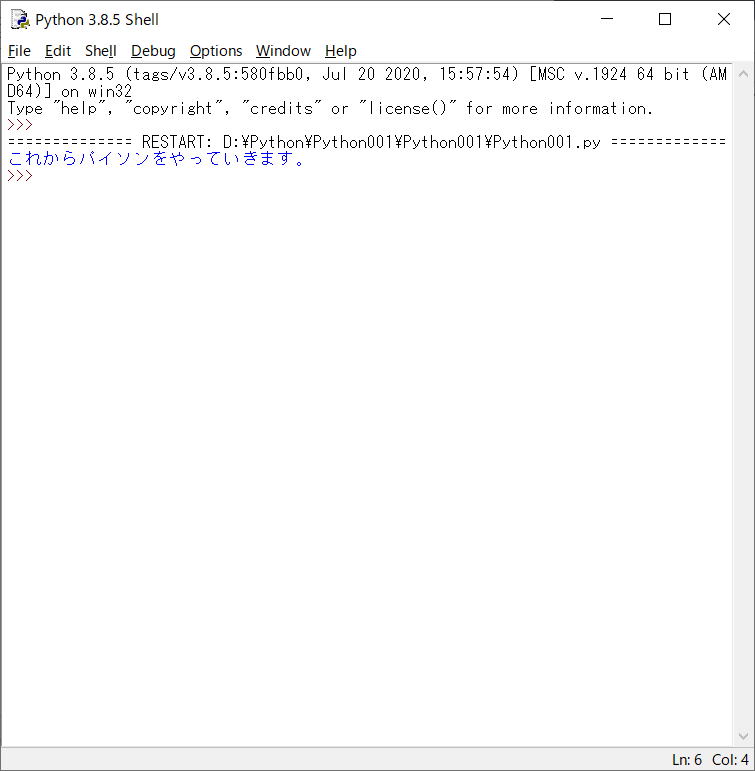 Python 3.8.5 Shell
File Edit Shell Debug Options Window Help
Python 3.8.5 (tags/v3.8.5:580fbb0, Jul 20 2020, 15:57:54) [MSC v.1924 64 bit (AM
D64)] on win32
Type "help", "copyright", "credits" or "license()" for more information.
>>>
============== RESTART: D:¥Python¥Python001¥Python001¥Python001.py =============
これからパイソンをやっていきます。
>>>
Ln: 6 Col: 4